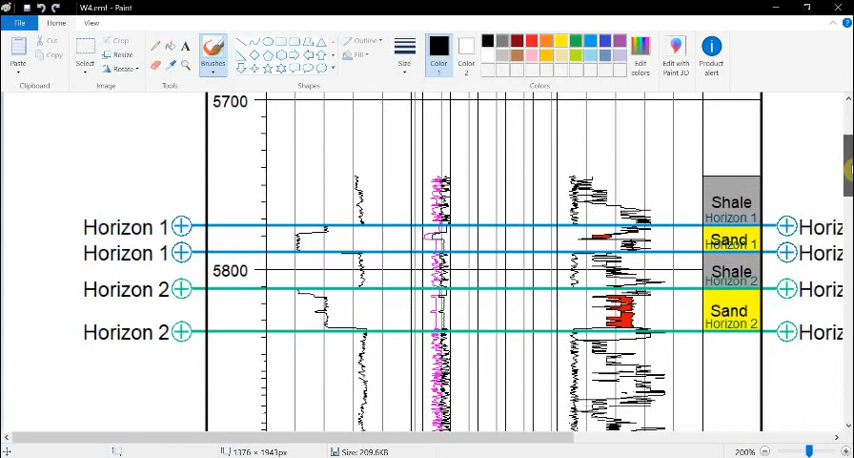 W4.emf - Paint
File Home View
Paste
Cut
Copy
Clipboard
Select
Crop
Resize
Rotate
Image
Tools
Brushes
Outline
Fill
Shapes
Size
Color 1
Color 2
Colors
Edit colors
Edit with Paint 3D
Product alert
5700
Shale
Horizon 1 Horizon 1 Horiz
Sand
Horizon 1 Horizon 1 Horiz
5800
Shale
Horizon 2 Horizon 2 Horiz
Sand
Horizon 2 Horizon 2 Horiz
1376 × 1943px Size: 209.6KB 200%